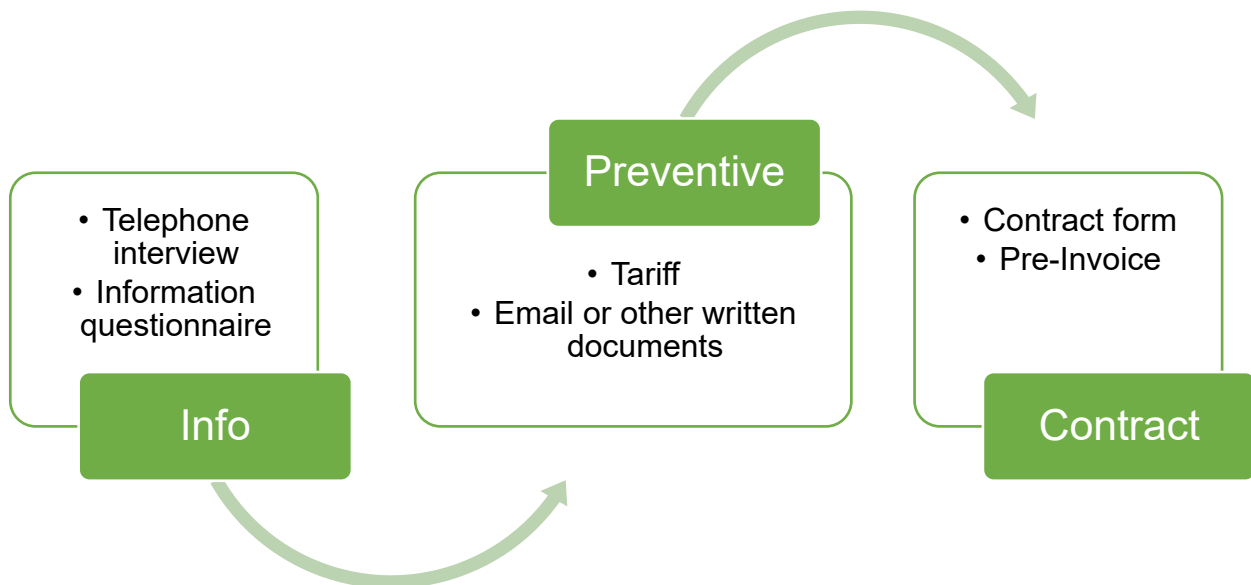 • Telephone
interview
• Information
questionnaire
Info
Preventive
• Tariff
• Email or other written
documents
• Contract form
• Pre-Invoice
Contract